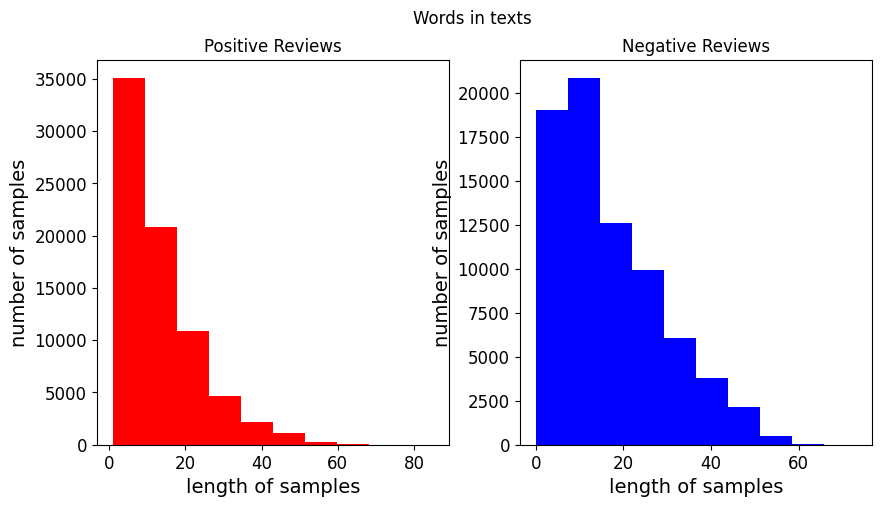 Words in texts
Positive Reviews
number of samples
35000
30000
25000
20000
15000
10000
5000
0
0 20 40 60 80
length of samples
Negative Reviews
number of samples
20000
17500
15000
12500
10000
7500
5000
2500
0
0 20 40 60
length of samples